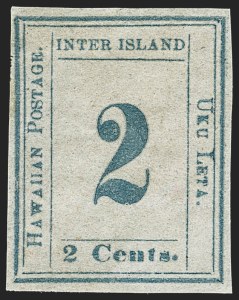 INTER ISLAND
HAWAIIAN POSTAGE.
2
UKU LETA.
2 Cents.